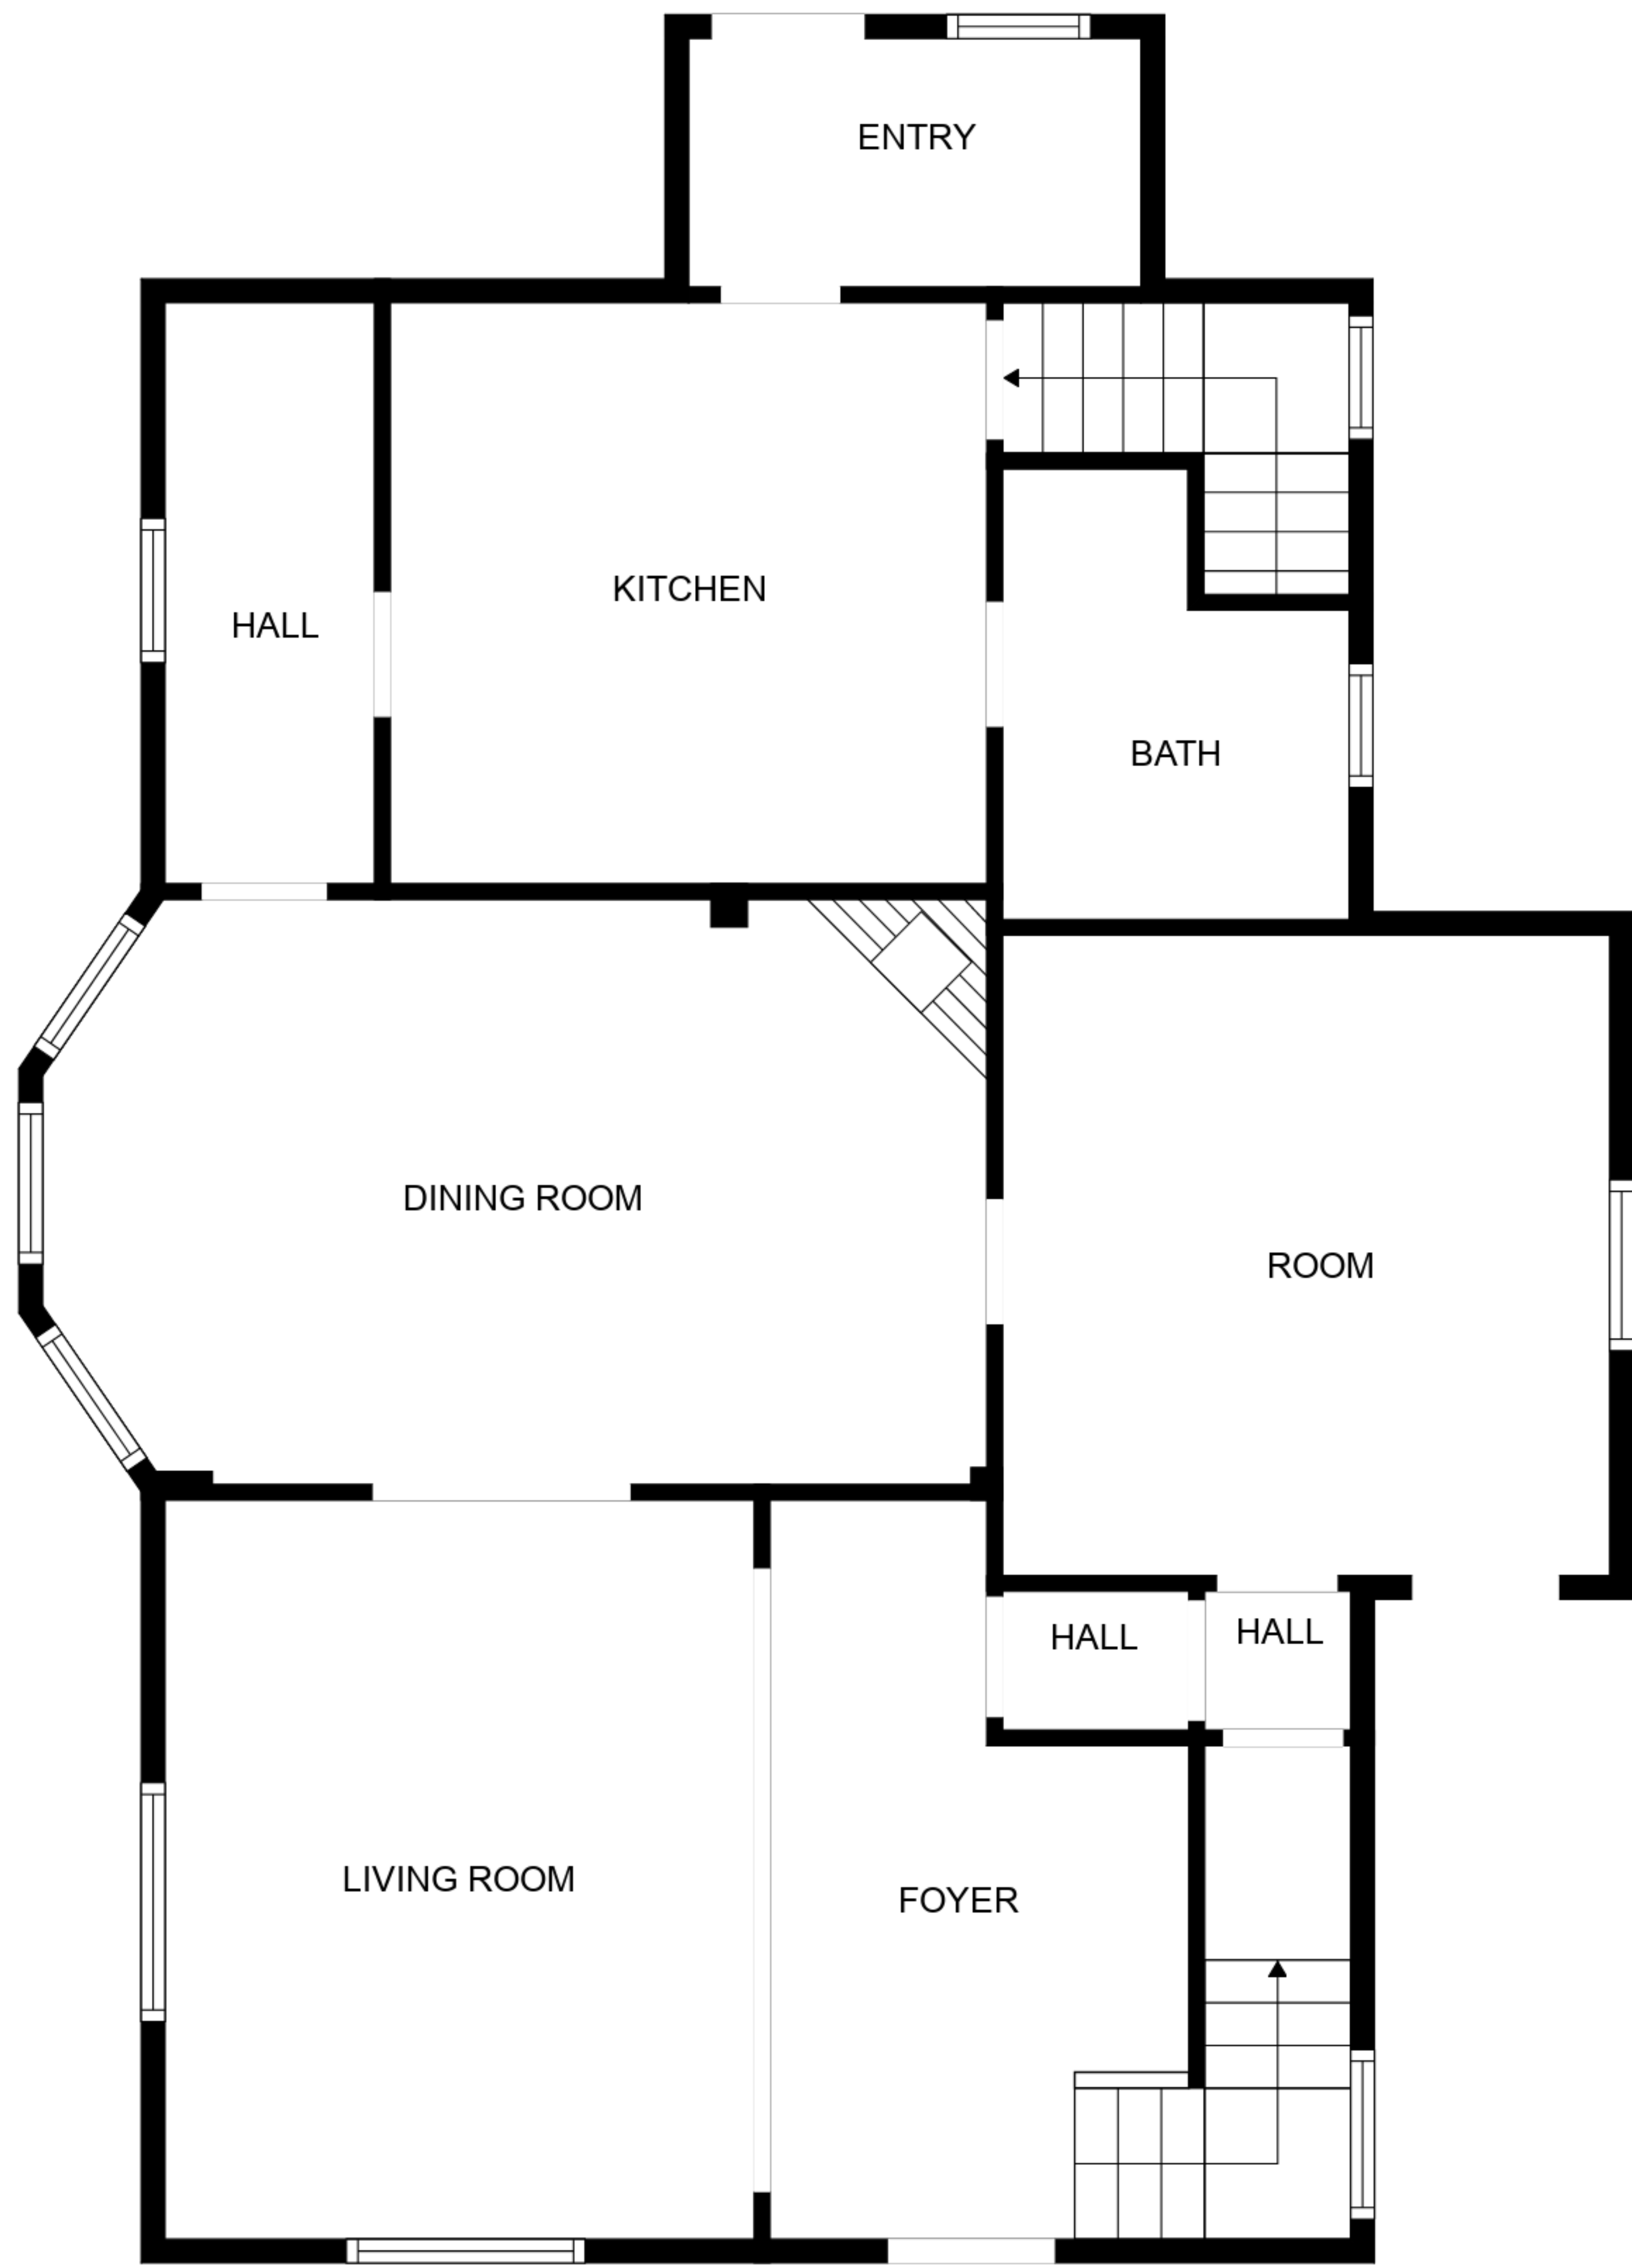 ENTRY
KITCHEN
HALL
BATH
DINING ROOM
ROOM
HALL
HALL
LIVING ROOM
FOYER